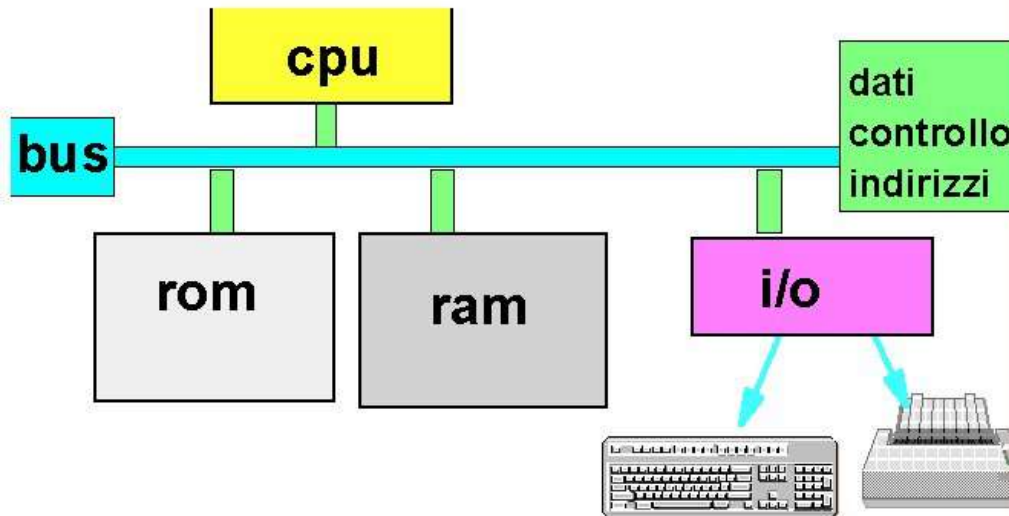 cpu
bus
dati
controllo
indirizzi
rom
ram
i/o